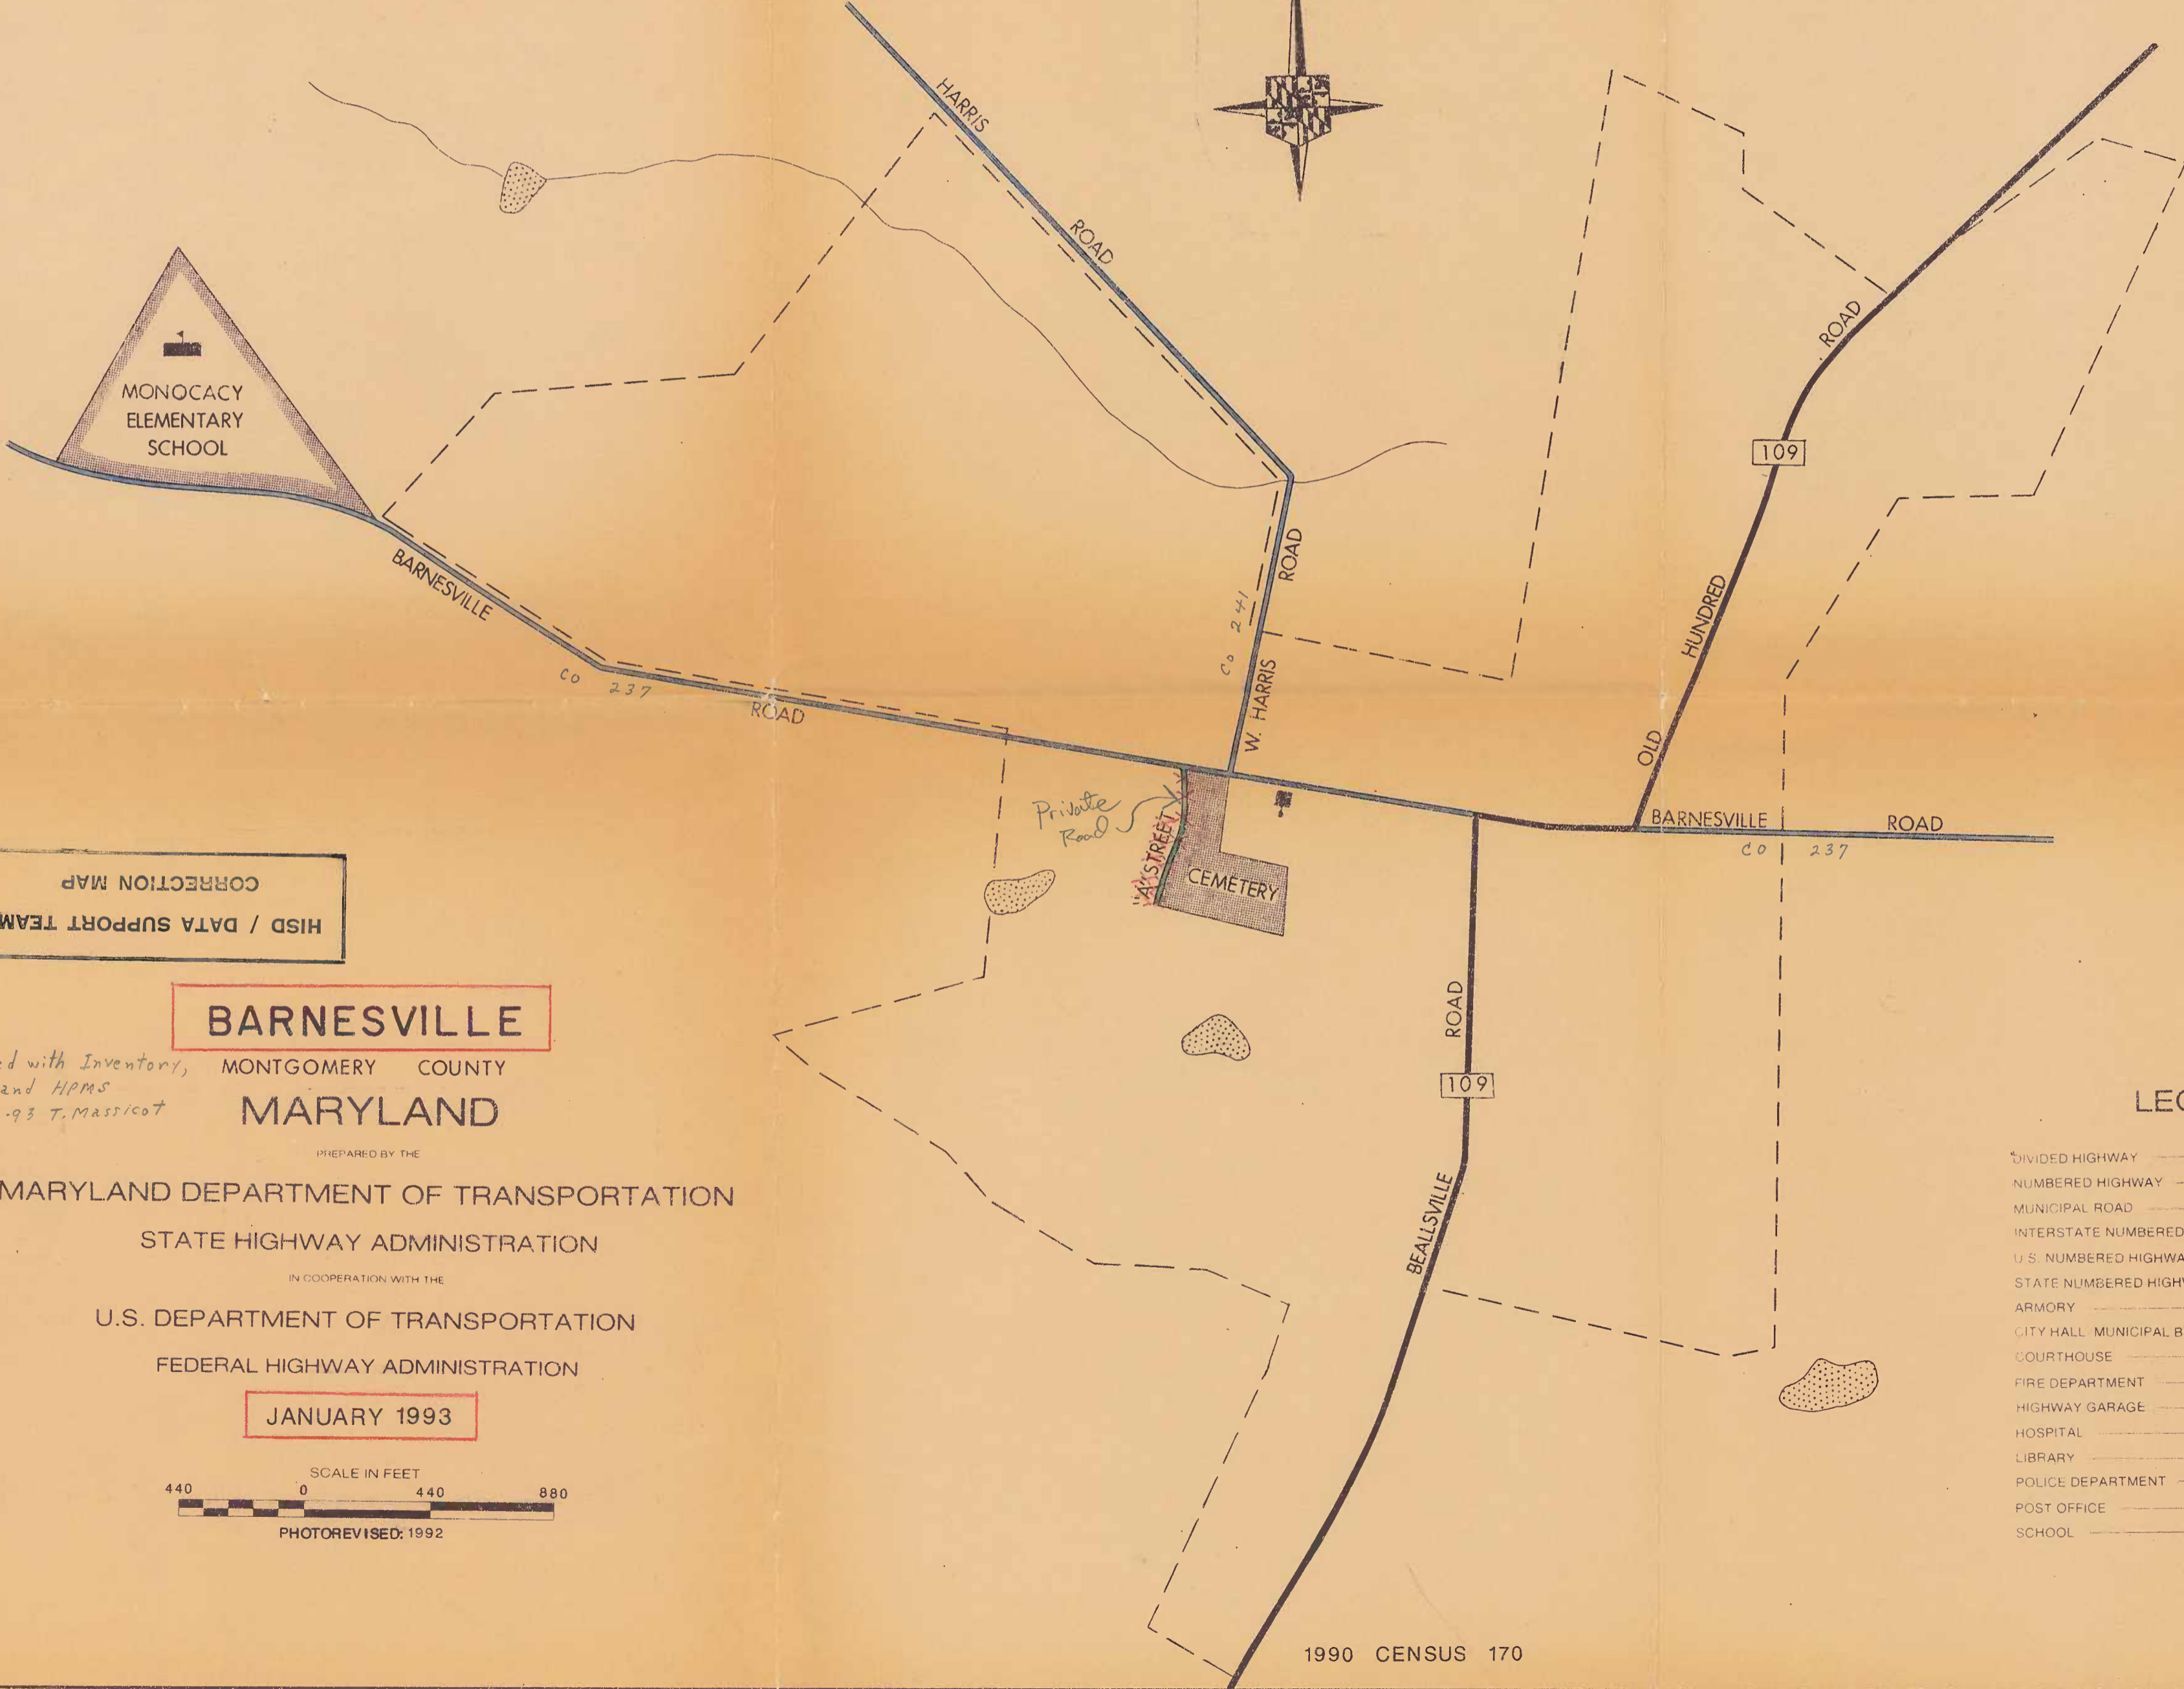 HARRIS
ROAD
MONOCACY
ELEMENTARY
SCHOOL
BARNESVILLE
CO 237
ROAD
ROAD
CO 241
W. HARRIS
ROAD
109
HUNDRED
OLD
BARNESVILLE ROAD
CO 237
Private
Road
"A" STREET
CEMETERY
ROAD
109
BEALLSVILLE
HISD / DATA SUPPORT TEAM
CORRECTION MAP
BARNESVILLE
with Inventory,
and HPMS
93 T. Massicot
MONTGOMERY COUNTY
MARYLAND
PREPARED BY THE
MARYLAND DEPARTMENT OF TRANSPORTATION
STATE HIGHWAY ADMINISTRATION
IN COOPERATION WITH THE
U.S. DEPARTMENT OF TRANSPORTATION
FEDERAL HIGHWAY ADMINISTRATION
JANUARY 1993
SCALE IN FEET
440 0 440 880
PHOTOREVISED: 1992
1990 CENSUS 170
DIVIDED HIGHWAY
NUMBERED HIGHWAY
MUNICIPAL ROAD
INTERSTATE NUMBERED
U.S. NUMBERED
STATE NUMBERED
ARMORY
CITY HALL MUNICIPAL
COURTHOUSE
FIRE DEPARTMENT
HIGHWAY GARAGE
HOSPITAL
LIBRARY
POLICE DEPARTMENT
POST OFFICE
SCHOOL